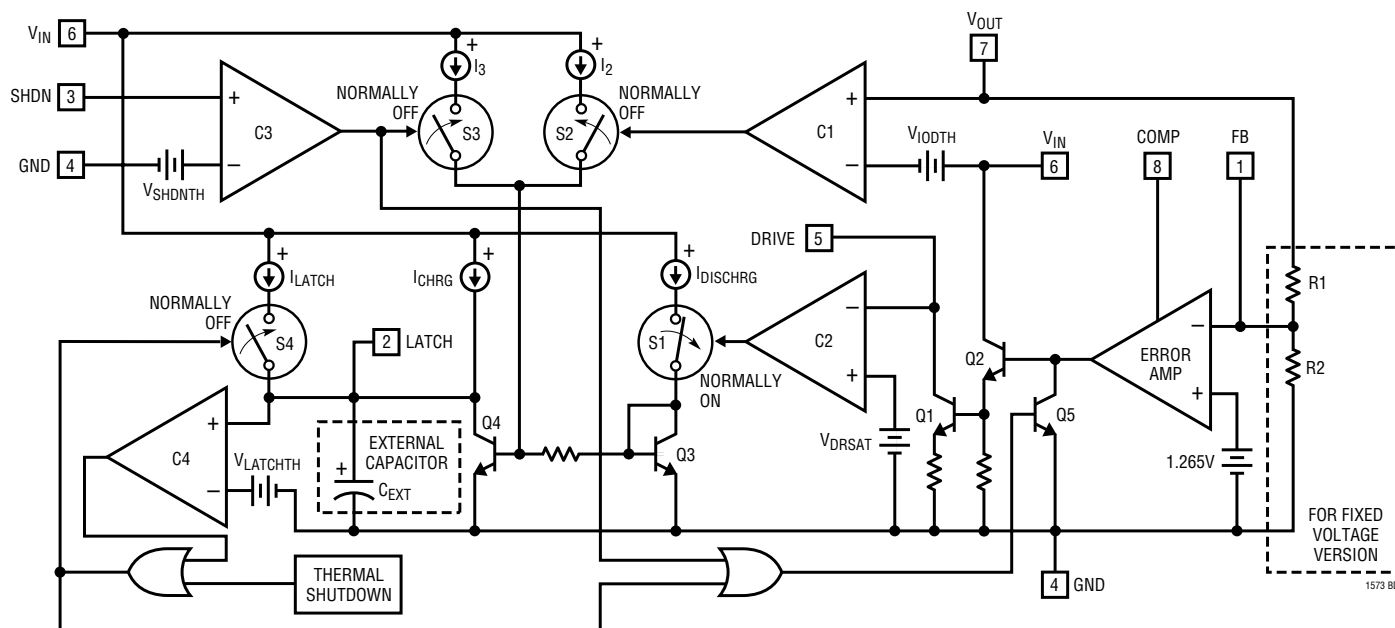 VIN
6
SHDN
3
GND
4
VSHDNTH
+
−
C3
NORMALLY
OFF
+
I3
S3
+
I2
S2
NORMALLY
OFF
C1
+
−
VIODTH
VOUT
7
VIN
6
COMP
8
FB
1
DRIVE
5
+
ILATCH
NORMALLY
OFF
S4
+
ICHRG
2
LATCH
+
IDISCHRG
S1
NORMALLY
ON
C2
−
+
VDRSAT
Q2
Q1
Q5
ERROR
AMP
−
+
1.265V
R1
R2
C4
+
−
VLATCHTH
EXTERNAL
CAPACITOR
+
CEXT
Q4
Q3
FOR FIXED
VOLTAGE
VERSION
THERMAL
SHUTDOWN
4
GND
1573 B